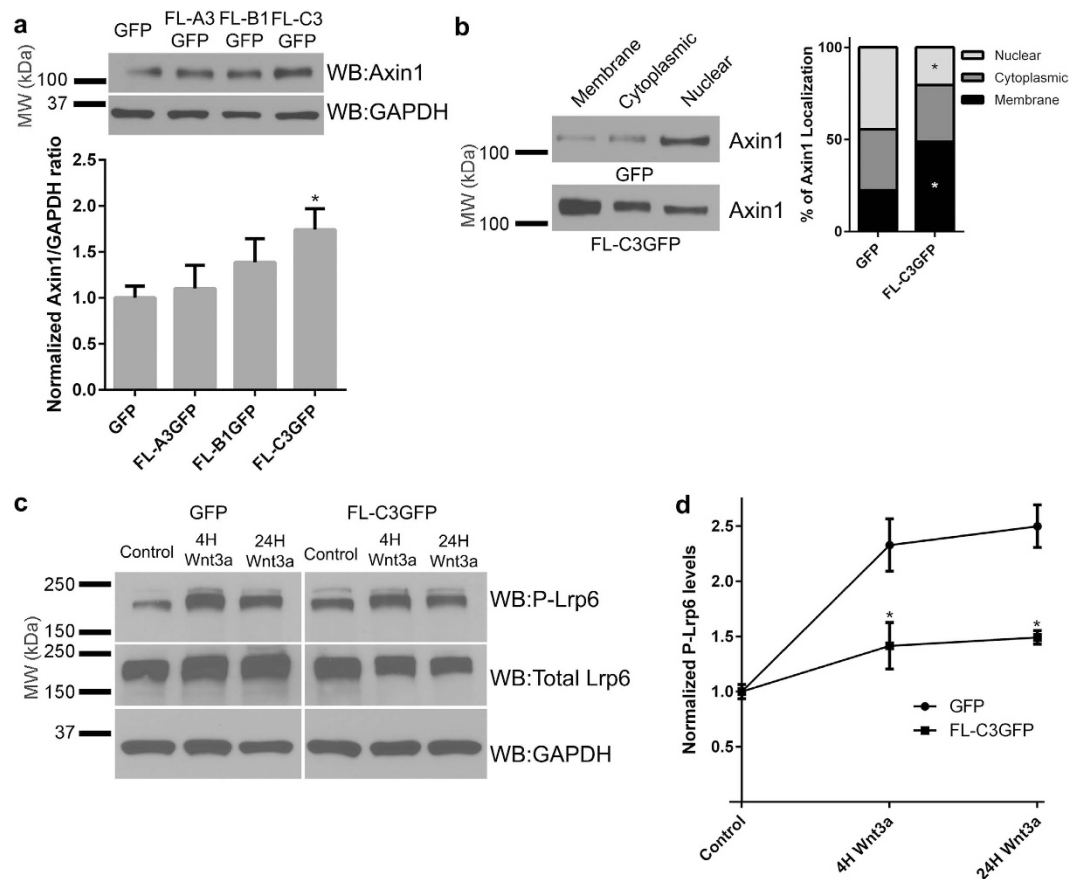 a
GFP
FL-A3 FL-B1 FL-C3
GFP GFP GFP
MW (kDa)
100
WB:Axin1
37
WB:GAPDH
Normalized Axin1/GAPDH ratio
2.5
2.0
1.5
1.0
0.5
0.0
*
GFP
FL-A3GFP
FL-B1GFP
FL-C3GFP
b
Membrane
Cytoplasmic
Nuclear
MW (kDa)
100
Axin1
GFP
100
Axin1
FL-C3GFP
% of Axin1 Localization
100
50
0
*
*
GFP
FL-C3GFP
Nuclear
Cytoplasmic
Membrane
c
GFP
FL-C3GFP
Control
4H
Wnt3a
24H
Wnt3a
Control
4H
Wnt3a
24H
Wnt3a
MW (kDa)
250
150
WB:P-Lrp6
250
150
WB:Total Lrp6
37
WB:GAPDH
d
Normalized P-Lrp6 levels
2.5
2.0
1.5
1.0
0.5
*
*
GFP
FL-C3GFP
Control
4H Wnt3a
24H Wnt3a